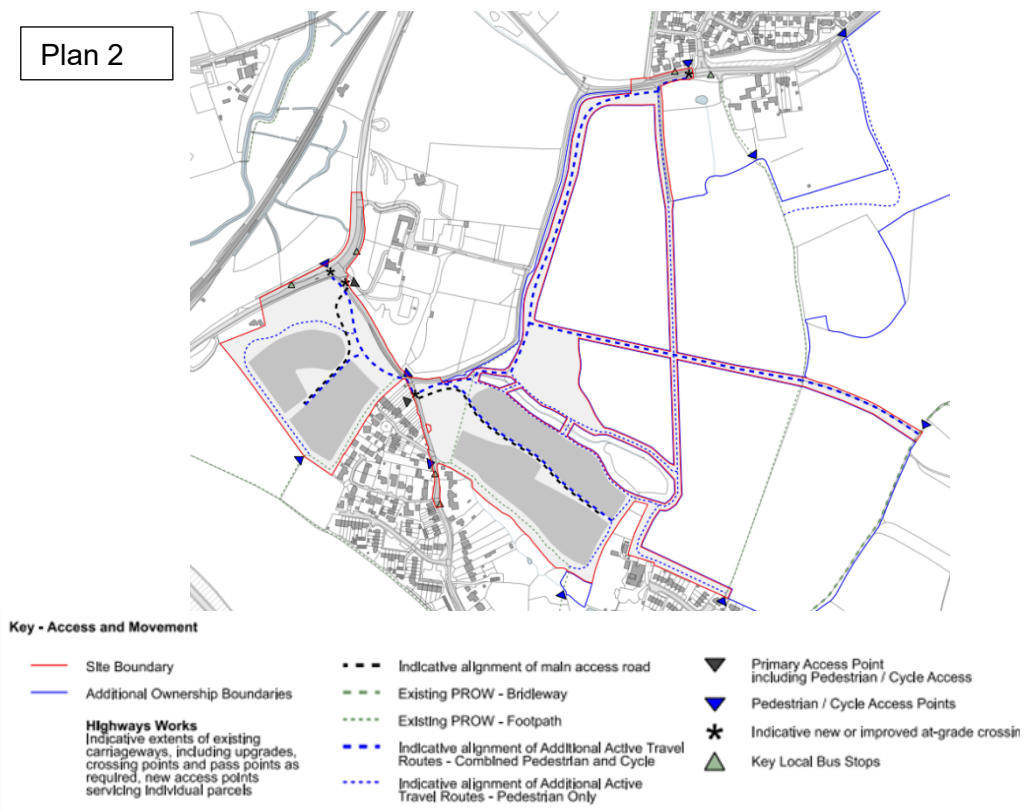 Plan 2
Key - Access and Movement
Site Boundary
Additional Ownership Boundaries
Highways Works
Indicative extents of existing
carriageways, including upgrades,
crossing points and pass points as
required, new access points
servicing individual parcels
Indicative alignment of main access road
Existing PROW - Bridleway
Existing PROW - Footpath
Indicative alignment of Additional Active Travel
Routes - Combined Pedestrian and Cycle
Indicative alignment of Additional Active
Travel Routes - Pedestrian Only
Primary Access Point
including Pedestrian / Cycle Access
Pedestrian / Cycle Access Points
Indicative new or improved at-grade crossin
Key Local Bus Stops